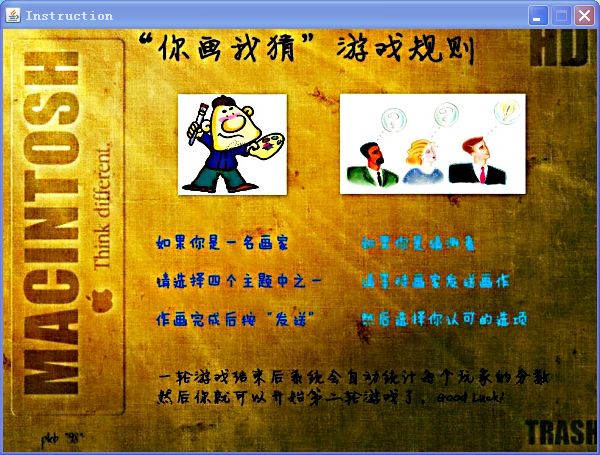 Instruction
“你画我猜”游戏规则
HD
MACINTOSH
Think different.
如果你是一名画家
如果你是猜测者
请选择四个主题中之一
请等待画家发送画作
作画完成后按“发送”
然后选择你认可的选项
一轮游戏结束后系统会自动统计每个玩家的分数
然后你就可以开始第二轮游戏了。Good Luck!
"98"
TRASH